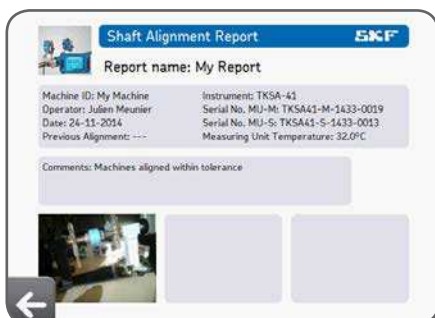 Shaft Alignment Report
SKF
Report name: My Report
Machine ID: My Machine
Operator: Julien Meunier
Date: 24-11-2014
Previous Alignment: ---
Instrument: TKSA-41
Serial No. MU-M: TKSA41-M-1433-0019
Serial No. MU-S: TKSA41-S-1433-0013
Measuring Unit Temperature: 32.0ºC
Comments: Machines aligned within tolerance